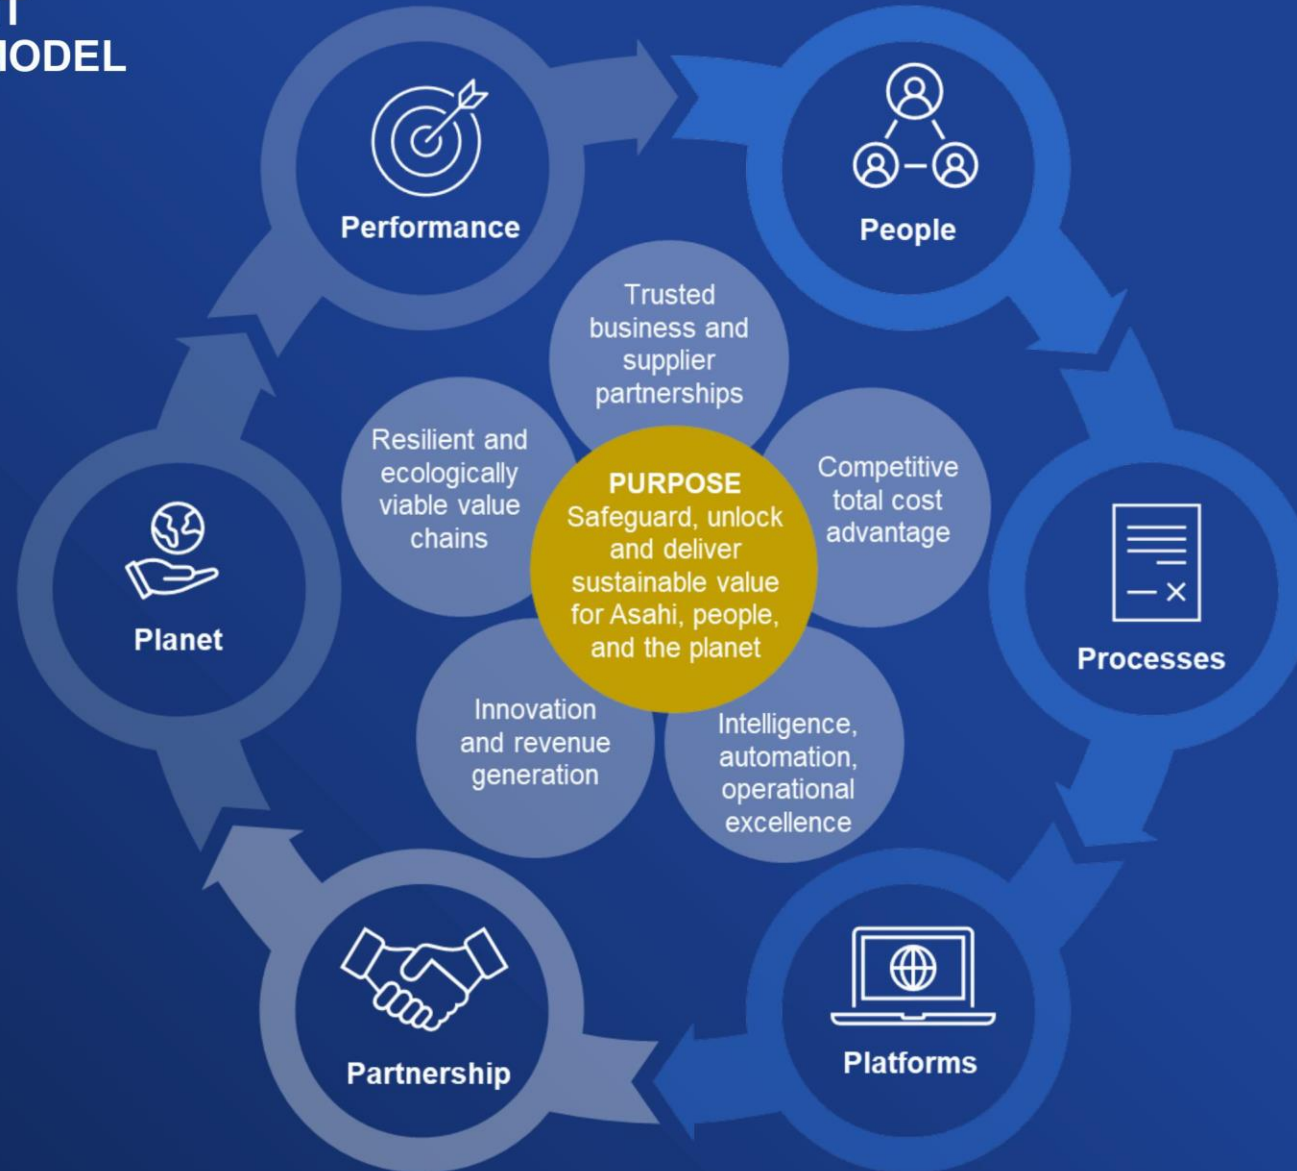 MODEL
Performance
People
Trusted
business and
supplier
partnerships
Resilient and
ecologically
viable value
chains
PURPOSE
Safeguard, unlock
and deliver
sustainable value
for Asahi, people,
and the planet
Competitive
total cost
advantage
Planet
Processes
Innovation
and revenue
generation
Intelligence,
automation,
operational
excellence
Partnership
Platforms